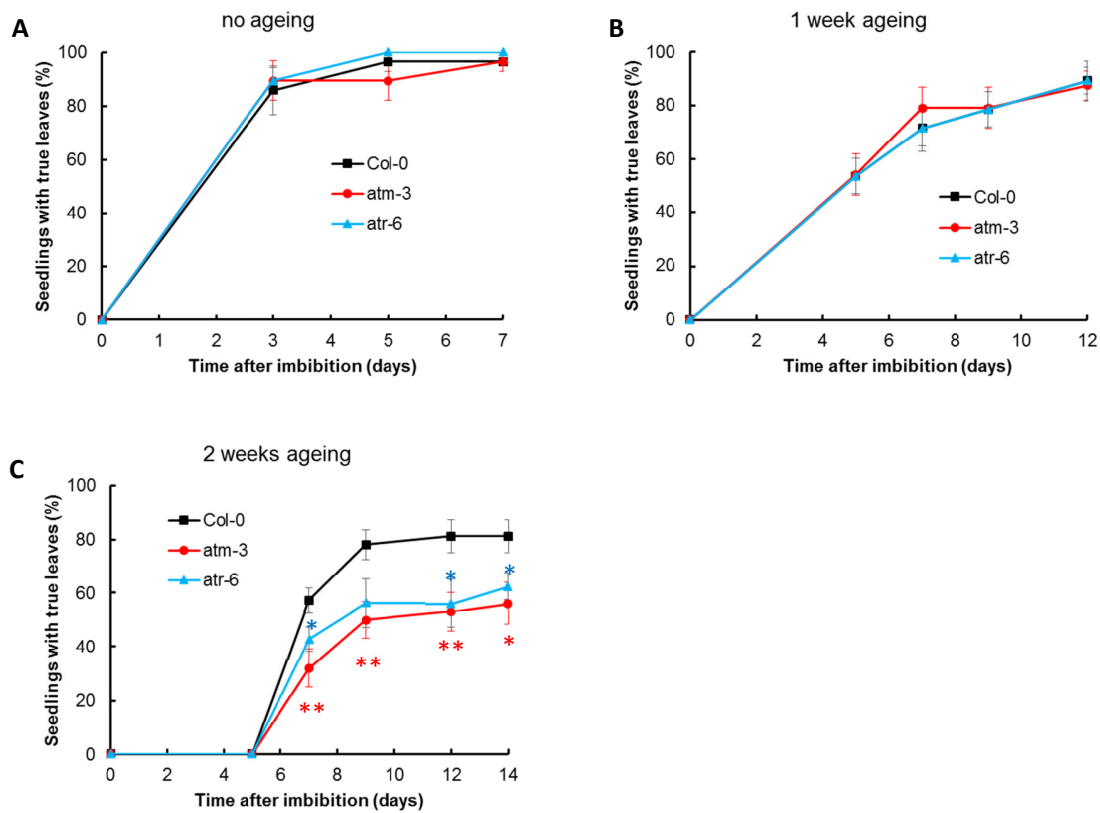 A
no ageing
100
80
60
40
20
0
Seedlings with true leaves (%)
Col-0
atm-3
atr-6
0 1 2 3 4 5 6 7
Time after imbibition (days)
B
1 week ageing
100
80
60
40
20
0
Seedlings with true leaves (%)
Col-0
atm-3
atr-6
0 2 4 6 8 10 12
Time after imbibition (days)
C
2 weeks ageing
100
80
60
40
20
0
Seedlings with true leaves (%)
Col-0
atm-3
atr-6
*
*
*
**
**
**
*
0 2 4 6 8 10 12 14
Time after imbibition (days)